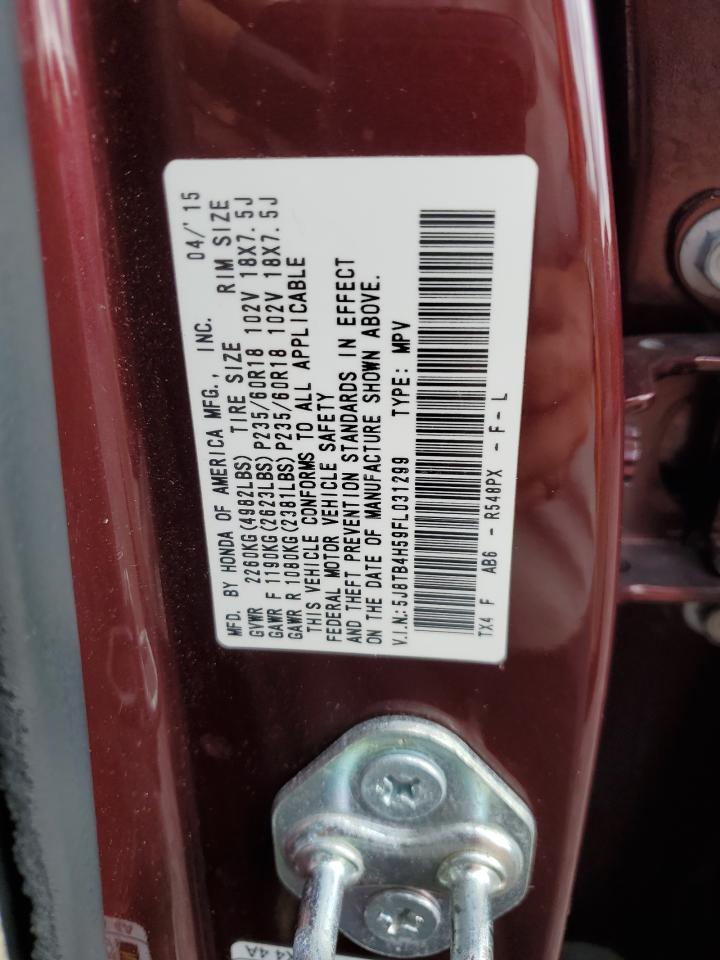 MFD. BY HONDA OF AMERICA MFG., INC. 04/'15
GVWR 2260KG(4982LBS) TIRE SIZE RIM SIZE
GAWR F 1190KG(2623LBS)P235/60R18 102V 18X7.5J
GAWR R 1080KG(2381LBS)P235/60R18 102V 18X7.5J
THIS VEHICLE CONFORMS TO ALL APPLICABLE
FEDERAL MOTOR VEHICLE SAFETY
AND THEFT PREVENTION STANDARDS IN EFFECT
ON THE DATE OF MANUFACTURE SHOWN ABOVE.
V.I.N.:5J8TB4H59FL031299 TYPE: MPV
TX4 F AB6 - R548PX - F - L